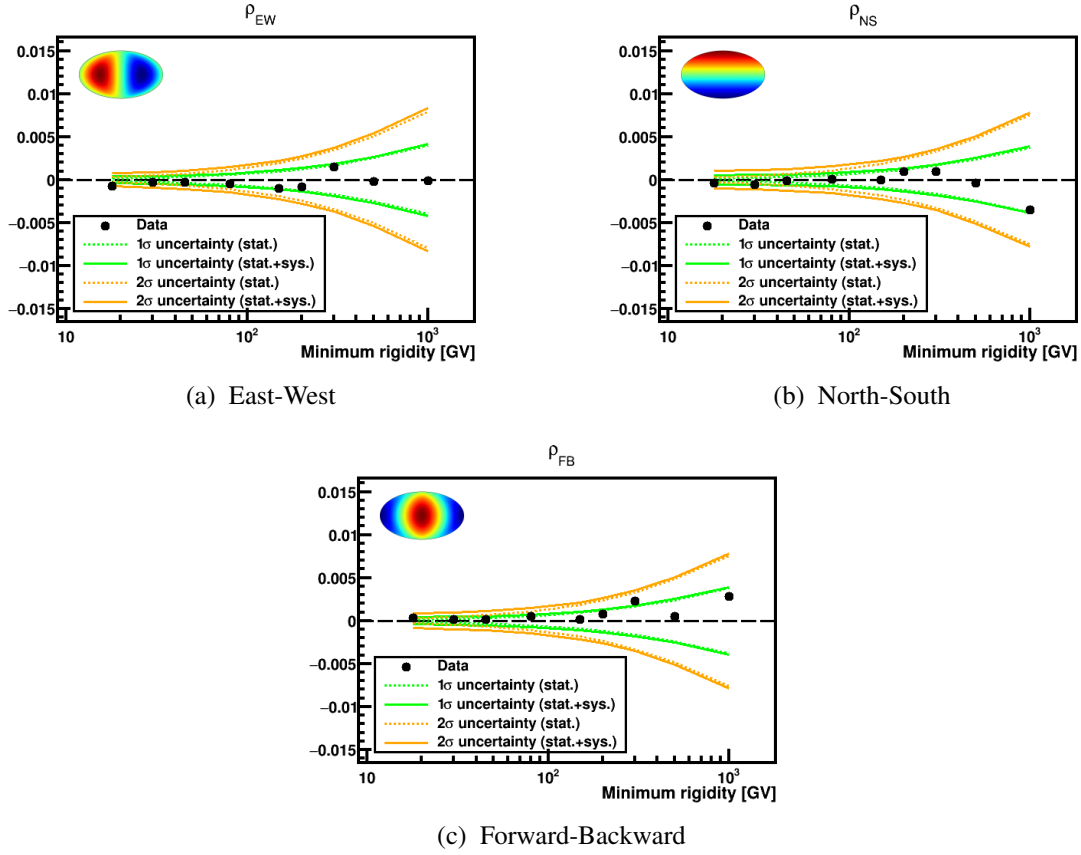 ρEW
0.015
0.01
0.005
0
−0.005
−0.01
−0.015
Data
1σ uncertainty (stat.)
1σ uncertainty (stat.+sys.)
2σ uncertainty (stat.)
2σ uncertainty (stat.+sys.)
10
10²
10³
Minimum rigidity [GV]
(a) East-West
ρNS
0.015
0.01
0.005
0
−0.005
−0.01
−0.015
Data
1σ uncertainty (stat.)
1σ uncertainty (stat.+sys.)
2σ uncertainty (stat.)
2σ uncertainty (stat.+sys.)
10
10²
10³
Minimum rigidity [GV]
(b) North-South
ρFB
0.015
0.01
0.005
0
−0.005
−0.01
−0.015
Data
1σ uncertainty (stat.)
1σ uncertainty (stat.+sys.)
2σ uncertainty (stat.)
2σ uncertainty (stat.+sys.)
10
10²
10³
Minimum rigidity [GV]
(c) Forward-Backward